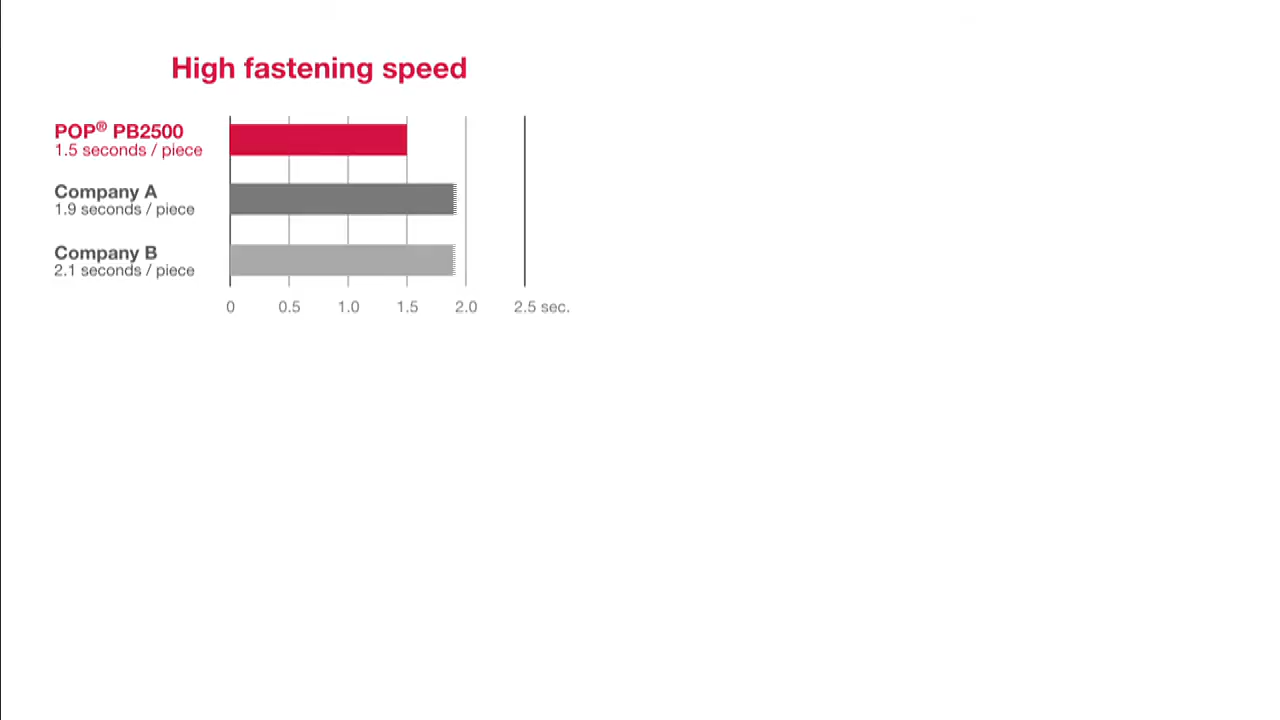 High fastening speed
POP® PB2500
1.5 seconds / piece
Company A
1.9 seconds / piece
Company B
2.1 seconds / piece
0 0.5 1.0 1.5 2.0 2.5 sec.